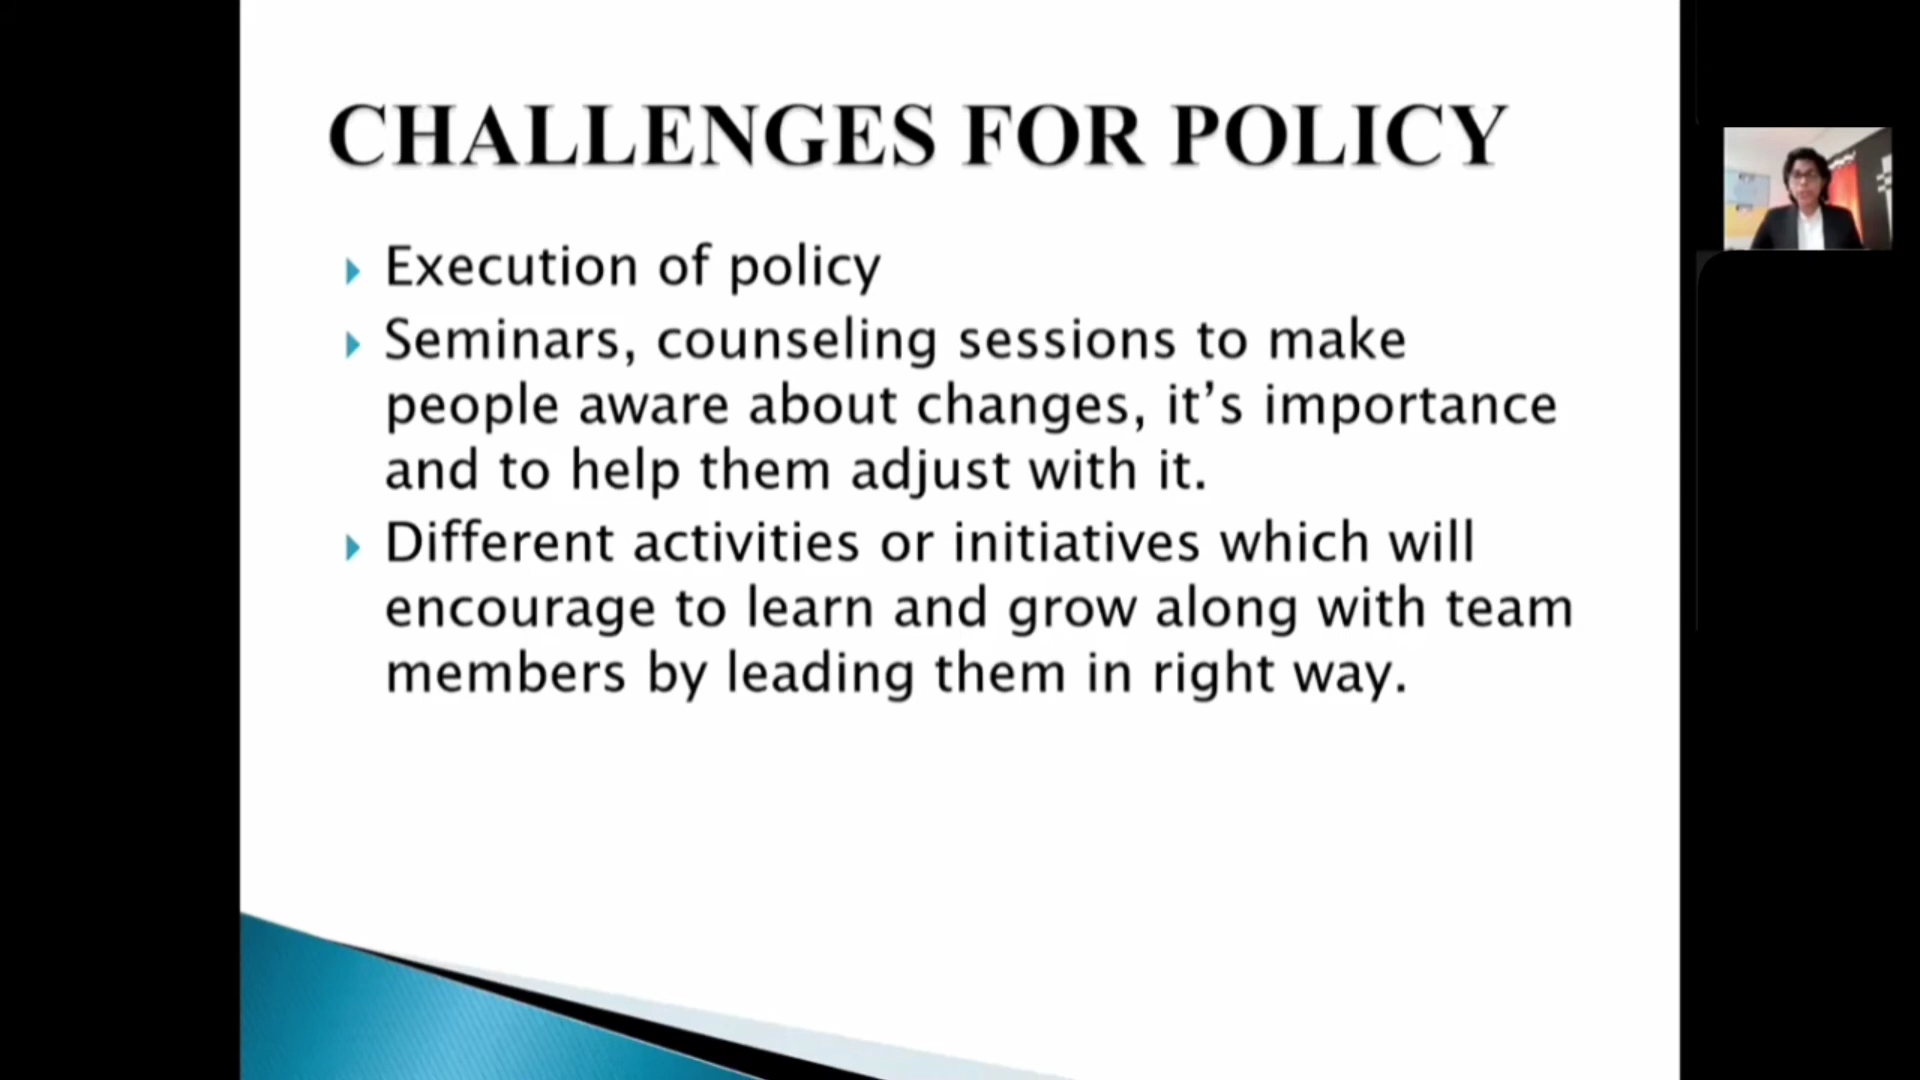 CHALLENGES FOR POLICY
Execution of policy
Seminars, counseling sessions to make
people aware about changes, it’s importance
and to help them adjust with it.
Different activities or initiatives which will
encourage to learn and grow along with team
members by leading them in right way.